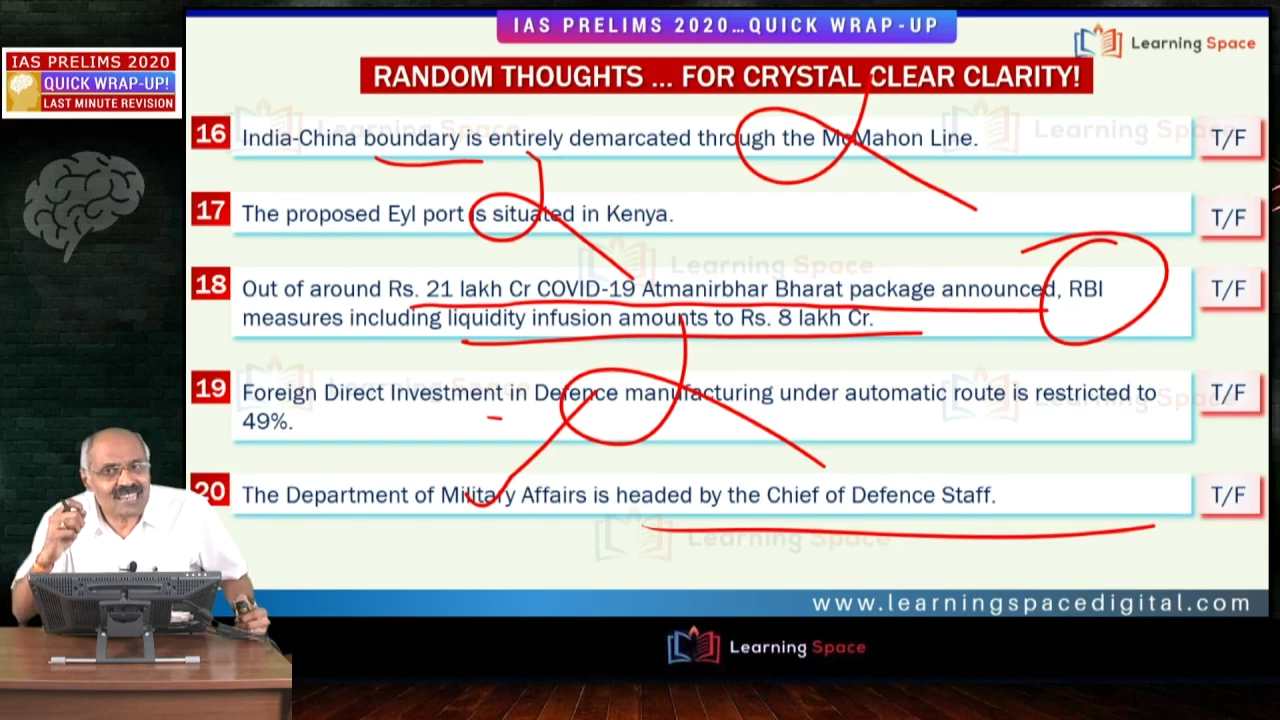 IAS PRELIMS 2020...QUICK WRAP-UP
Learning Space
IAS PRELIMS 2020
QUICK WRAP-UP!
LAST MINUTE REVISION
RANDOM THOUGHTS ... FOR CRYSTAL CLEAR CLARITY!
16 India-China boundary is entirely demarcated through the McMahon Line. T/F
17 The proposed Eyl port is situated in Kenya. T/F
18 Out of around Rs. 21 lakh Cr COVID-19 Atmanirbhar Bharat package announced, RBI T/F
measures including liquidity infusion amounts to Rs. 8 lakh Cr.
19 Foreign Direct Investment in Defence manufacturing under automatic route is restricted to T/F
49%.
20 The Department of Military Affairs is headed by the Chief of Defence Staff. T/F
www.learningspacedigital.com
Learning Space